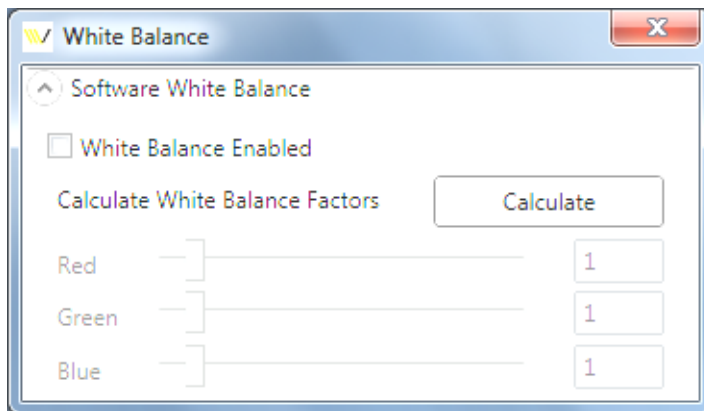 White Balance
Software White Balance
White Balance Enabled
Calculate White Balance Factors Calculate
Red 1
Green 1
Blue 1